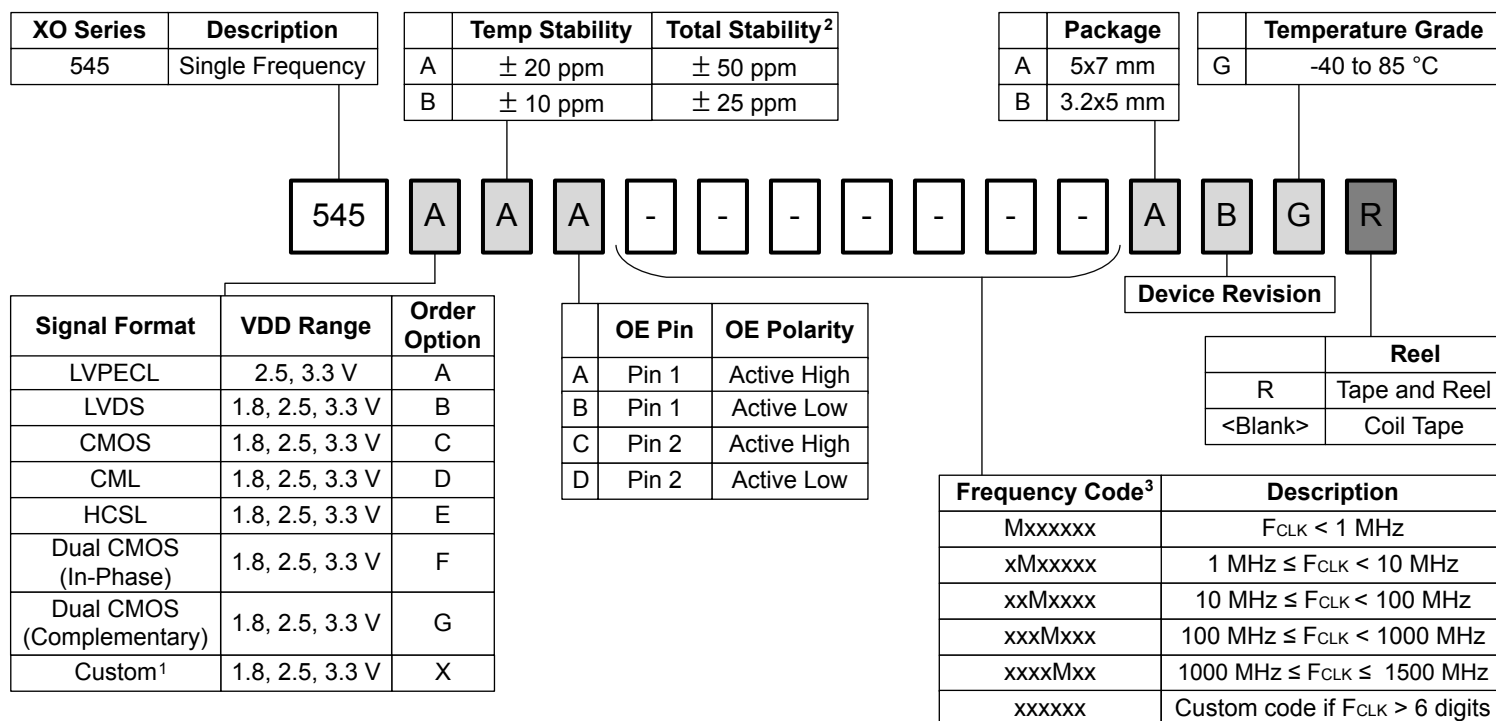 XO Series Description
545 Single Frequency
Temp Stability Total Stability2
A ± 20 ppm ± 50 ppm
B ± 10 ppm ± 25 ppm
Package
A 5x7 mm
B 3.2x5 mm
Temperature Grade
G -40 to 85 °C
545 A A A - - - - - - - A B G R
Signal Format VDD Range Order Option
LVPECL 2.5, 3.3 V A
LVDS 1.8, 2.5, 3.3 V B
CMOS 1.8, 2.5, 3.3 V C
CML 1.8, 2.5, 3.3 V D
HCSL 1.8, 2.5, 3.3 V E
Dual CMOS
(In-Phase) 1.8, 2.5, 3.3 V F
Dual CMOS
(Complementary) 1.8, 2.5, 3.3 V G
Custom1 1.8, 2.5, 3.3 V X
OE Pin OE Polarity
A Pin 1 Active High
B Pin 1 Active Low
C Pin 2 Active High
D Pin 2 Active Low
Device Revision
Reel
R Tape and Reel
<Blank> Coil Tape
Frequency Code3 Description
Mxxxxxx FCLK < 1 MHz
xMxxxxx 1 MHz ≤ FCLK < 10 MHz
xxMxxxx 10 MHz ≤ FCLK < 100 MHz
xxxMxxx 100 MHz ≤ FCLK < 1000 MHz
xxxxMxx 1000 MHz ≤ FCLK ≤ 1500 MHz
xxxxxx Custom code if FCLK > 6 digits